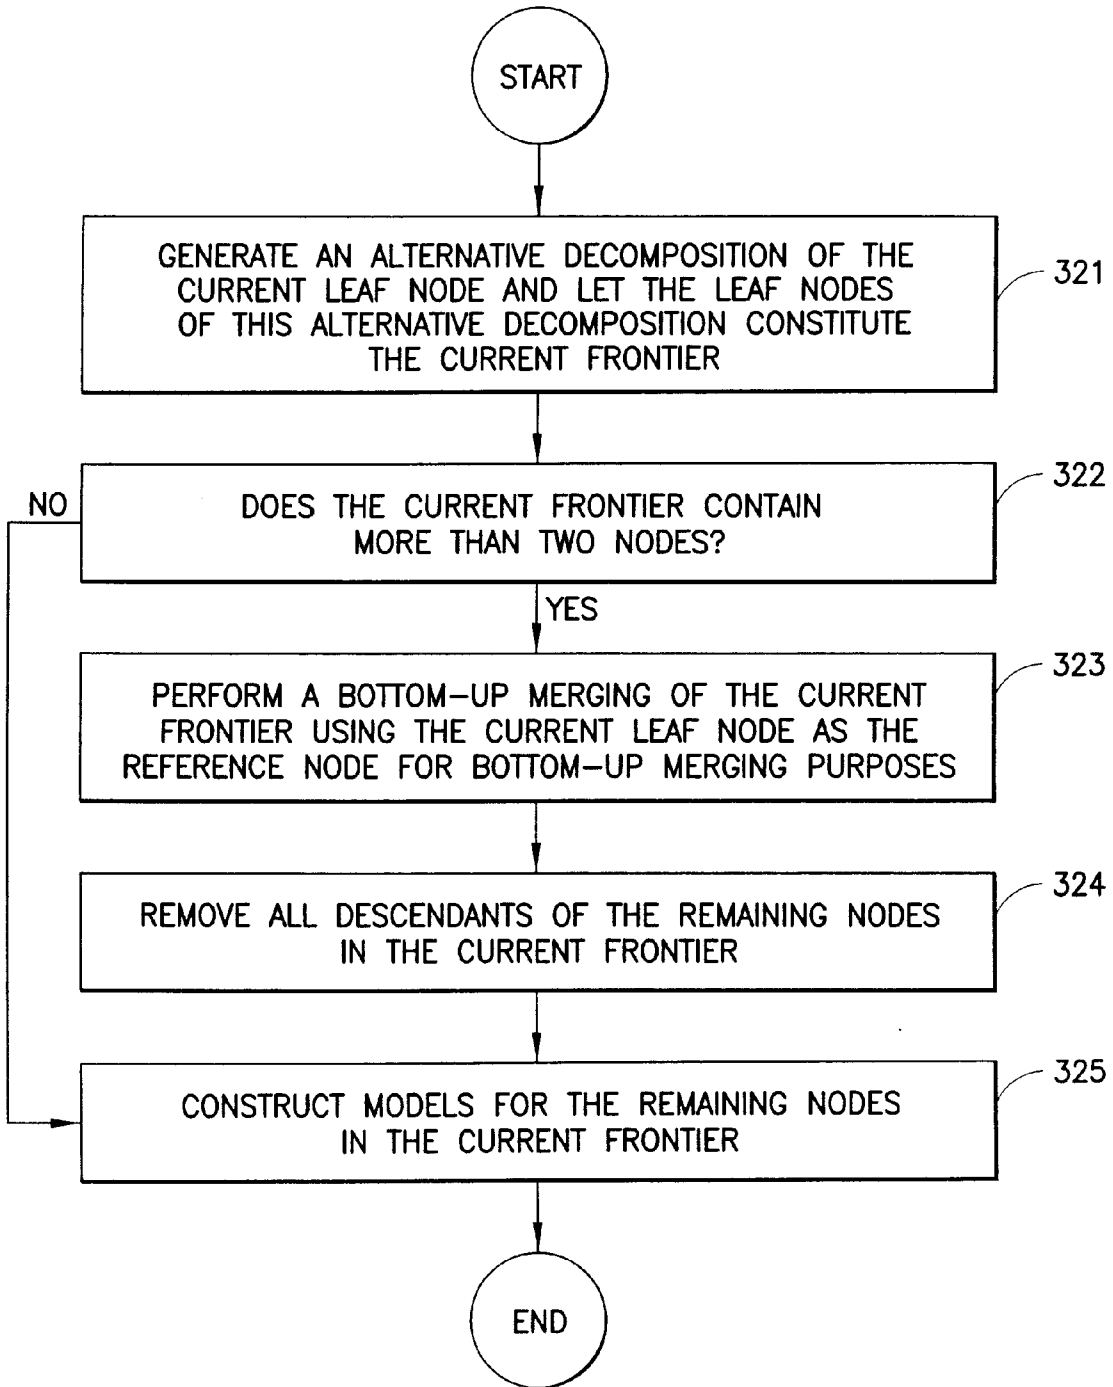 START
GENERATE AN ALTERNATIVE DECOMPOSITION OF THE
CURRENT LEAF NODE AND LET THE LEAF NODES
OF THIS ALTERNATIVE DECOMPOSITION CONSTITUTE
THE CURRENT FRONTIER
321
DOES THE CURRENT FRONTIER CONTAIN
MORE THAN TWO NODES?
322
NO
YES
PERFORM A BOTTOM–UP MERGING OF THE CURRENT
FRONTIER USING THE CURRENT LEAF NODE AS THE
REFERENCE NODE FOR BOTTOM–UP MERGING PURPOSES
323
REMOVE ALL DESCENDANTS OF THE REMAINING NODES
IN THE CURRENT FRONTIER
324
CONSTRUCT MODELS FOR THE REMAINING NODES
IN THE CURRENT FRONTIER
325
END